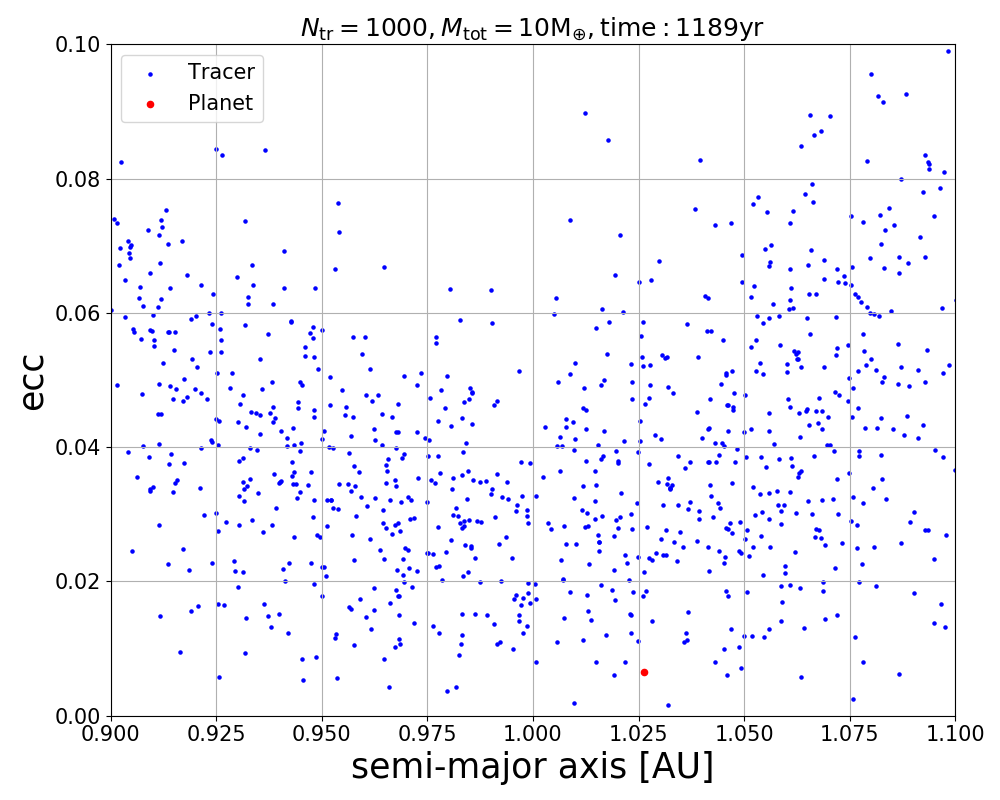 N_tr = 1000, M_tot = 10M_⊕, time : 1189yr
Tracer
Planet
0.10
0.08
0.06
0.04
0.02
0.00
ecc
0.900 0.925 0.950 0.975 1.000 1.025 1.050 1.075 1.100
semi-major axis [AU]